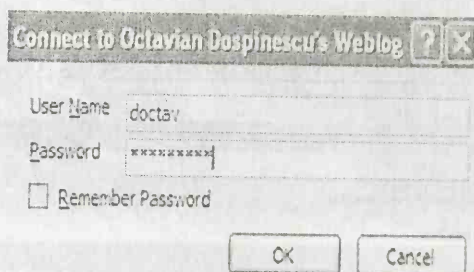 Connect to Octavian Dospinescu's Weblog ? X
User Name doctav
Password *********
Remember Password
OK Cancel